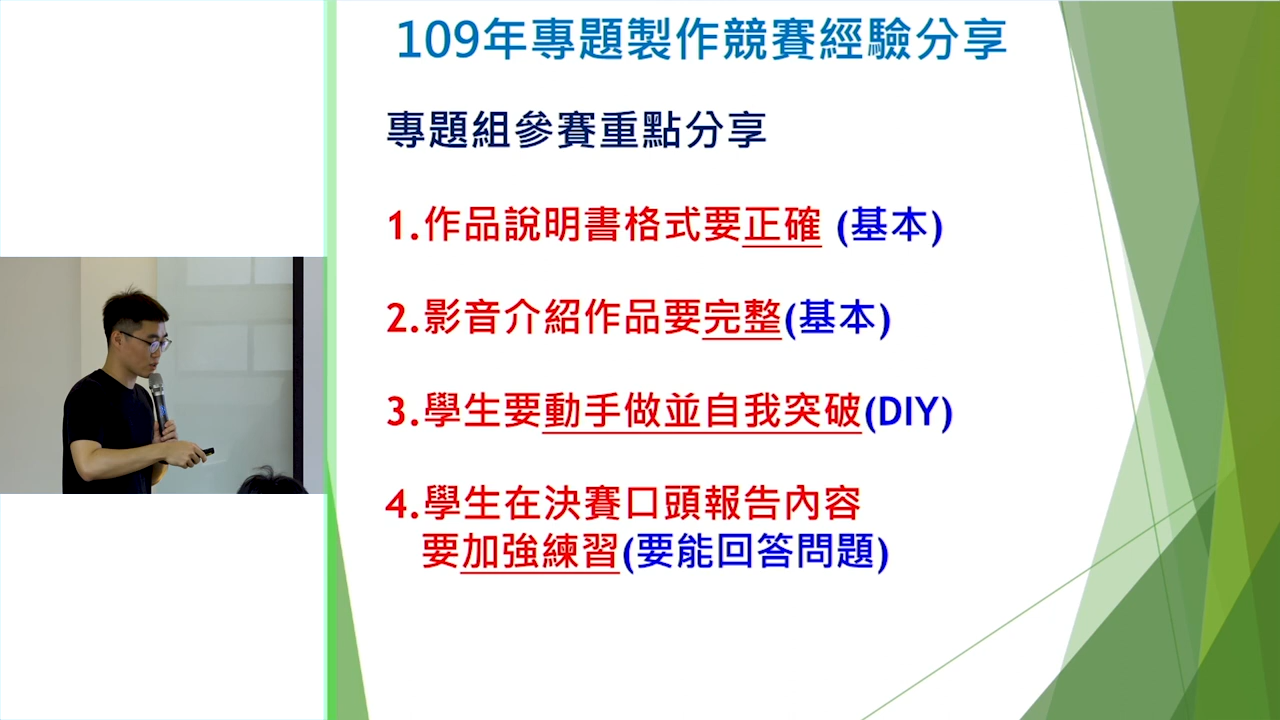 109年專題製作競賽經驗分享
專題組參賽重點分享
1.作品說明書格式要正確 (基本)
2.影音介紹作品要完整(基本)
3.學生要動手做並自我突破(DIY)
4.學生在決賽口頭報告內容
要加強練習(要能回答問題)